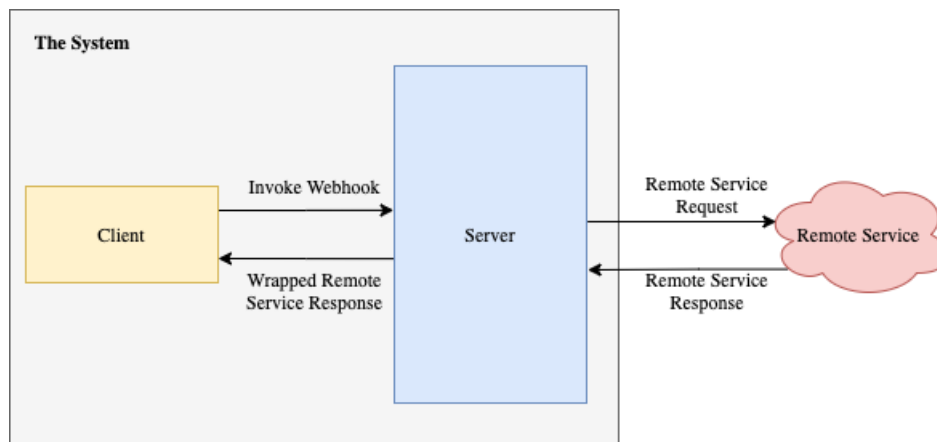 The System
Invoke Webhook
Remote Service
Request
Client
Server
Remote Service
Wrapped Remote
Service Response
Remote Service
Response